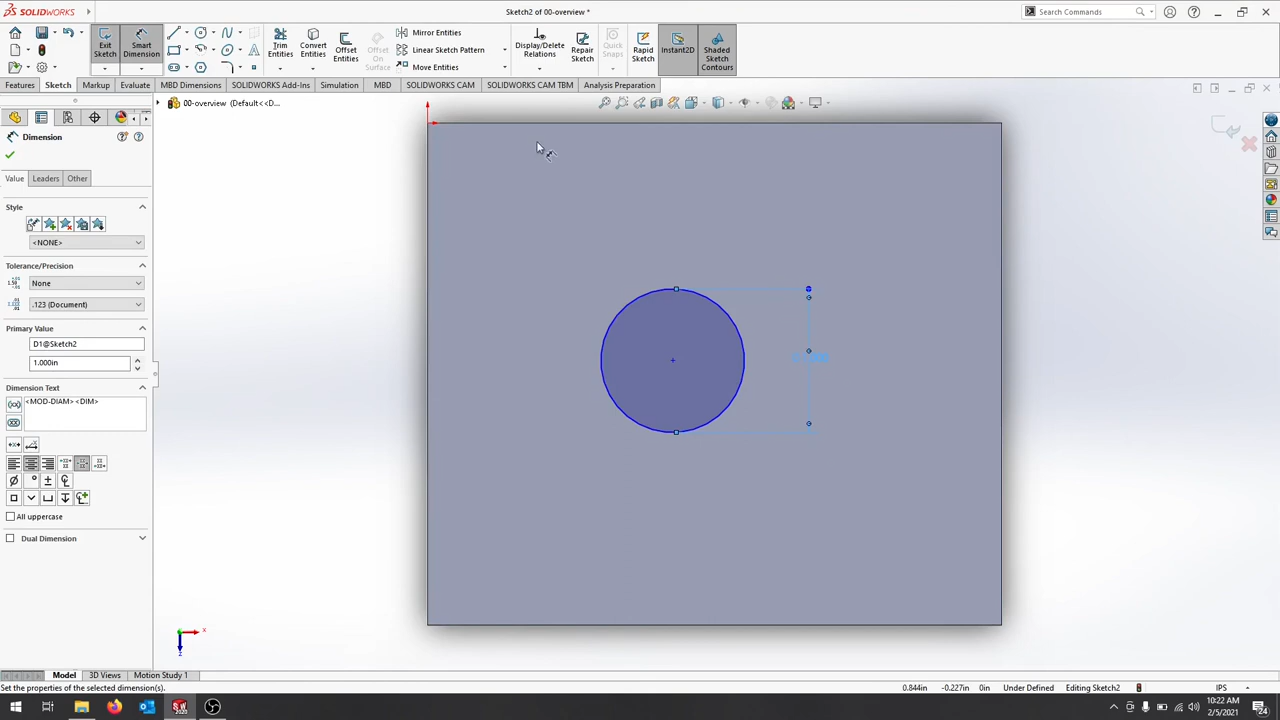 SOLIDWORKS
Sketch2 of 00-overview *
Search Commands
Exit Sketch
Smart Dimension
Trim Entities
Convert Entities
Offset Entities
Offset On Surface
Mirror Entities
Linear Sketch Pattern
Move Entities
Display/Delete Relations
Repair Sketch
Quick Snaps
Rapid Sketch
Instant2D
Shaded Sketch Contours
Features
Sketch
Markup
Evaluate
MBD Dimensions
SOLIDWORKS Add-Ins
Simulation
MBD
SOLIDWORKS CAM
SOLIDWORKS CAM TBM
Analysis Preparation
00-overview (Default<<D...
Dimension
Value
Leaders
Other
Style
<NONE>
Tolerance/Precision
None
.123 (Document)
Primary Value
D1@Sketch2
1.000in
Dimension Text
<MOD-DIAM><DIM>
All uppercase
Dual Dimension
x
z
Model
3D Views
Motion Study 1
Set the properties of the selected dimension(s).
0.844in
-0.227in
0in
Under Defined
Editing Sketch2
IPS
10:22 AM
2/5/2021